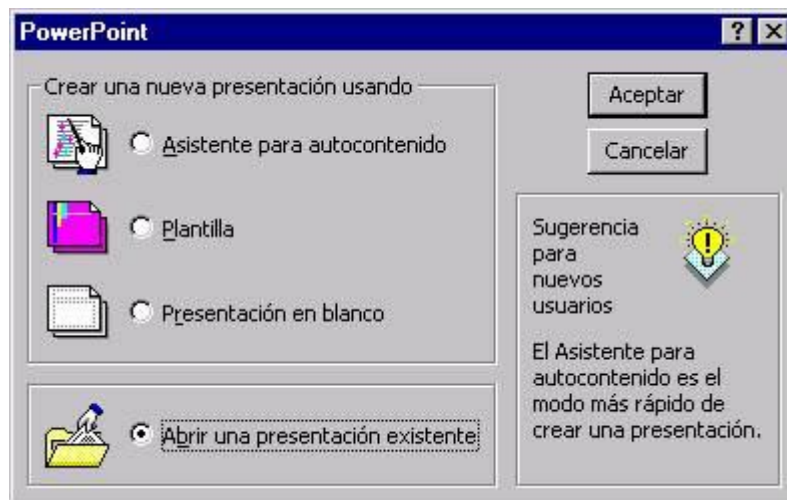 PowerPoint
Crear una nueva presentación usando
Asistente para autocontenido
Plantilla
Presentación en blanco
Abrir una presentación existente
Aceptar
Cancelar
Sugerencia
para
nuevos
usuarios
El Asistente para
autocontenido es el
modo más rápido de
crear una presentación.